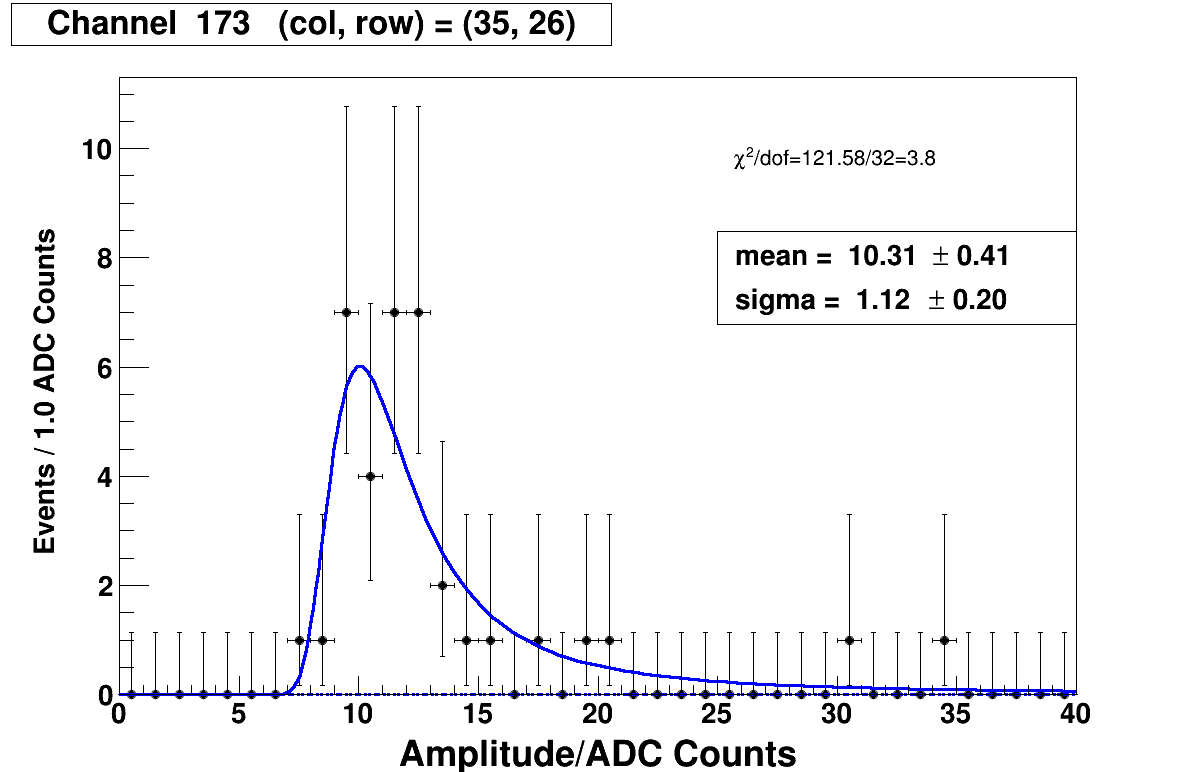 Channel  173   (col, row) = (35, 26)
χ²/dof=121.58/32=3.8
mean =  10.31  ± 0.41
sigma =  1.12  ± 0.20
Events / 1.0 ADC Counts
10
8
6
4
2
0
0 5 10 15 20 25 30 35 40
Amplitude/ADC Counts